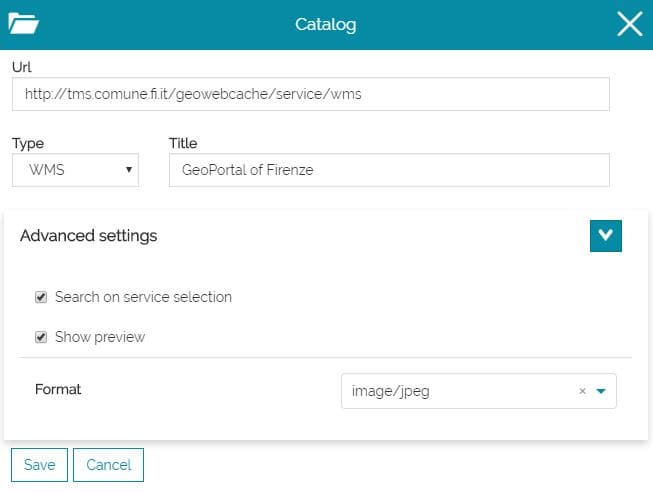 Catalog
Url
http://tms.comune.fi.it/geowebcache/service/wms
Type Title
WMS GeoPortal of Firenze
Advanced settings
Search on service selection
Show preview
Format image/jpeg ×
Save Cancel